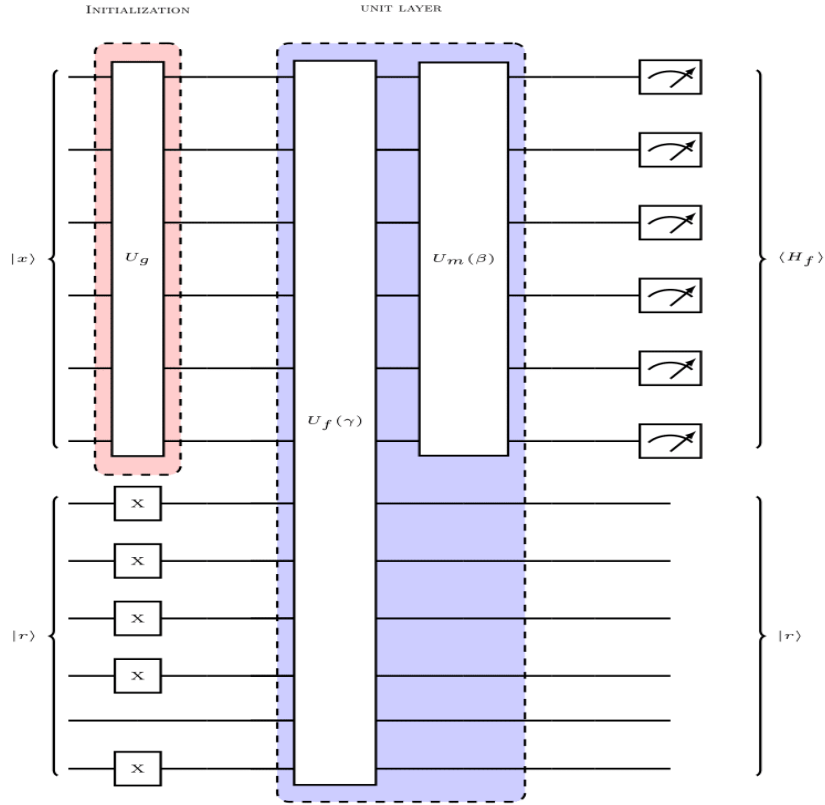 INITIALIZATION
UNIT LAYER
|x⟩
U_g
U_m(β)
⟨H_f⟩
U_f(γ)
X
X
|r⟩
X
|r⟩
X
X